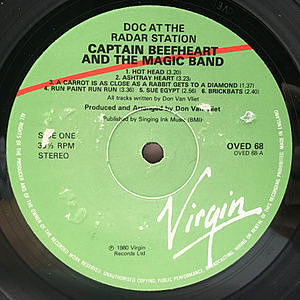 DOC AT THE
RADAR STATION
CAPTAIN BEEFHEART
AND THE MAGIC BAND
1. HOT HEAD (3.20)
2. ASHTRAY HEART (3.23)
3. A CARROT IS AS CLOSE AS A RABBIT GETS TO A DIAMOND (1.37)
4. RUN PAINT RUN RUN (3.36) 5. SUE EGYPT (2.56) 6. BRICKBATS (2.40)
All tracks written by Don Van Vliet
Produced and Arranged by Don Van Vliet
Published by Singing Ink Music (BMI)
SIDE ONE
33⅓ RPM
STEREO
OVED 68
OVED 68-A
Virgin
℗ 1980 Virgin
Records Ltd